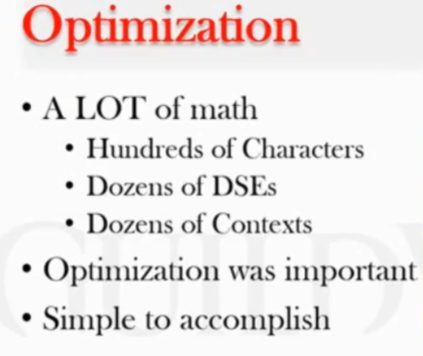 Optimization
• A LOT of math
• Hundreds of Characters
• Dozens of DSEs
• Dozens of Contexts
• Optimization was important
• Simple to accomplish
GUILD